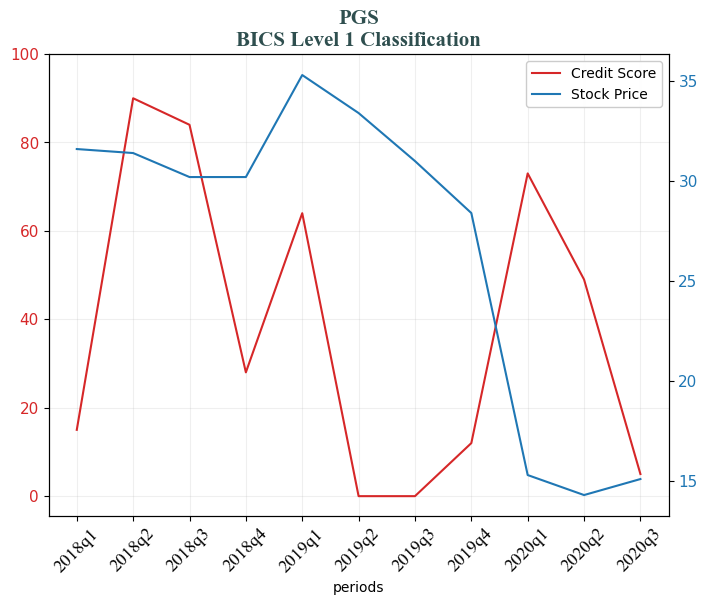 PGS
BICS Level 1 Classification
Credit Score
Stock Price
100
80
60
40
20
0
35
30
25
20
15
2018q1
2018q2
2018q3
2018q4
2019q1
2019q2
2019q3
2019q4
2020q1
2020q2
2020q3
periods